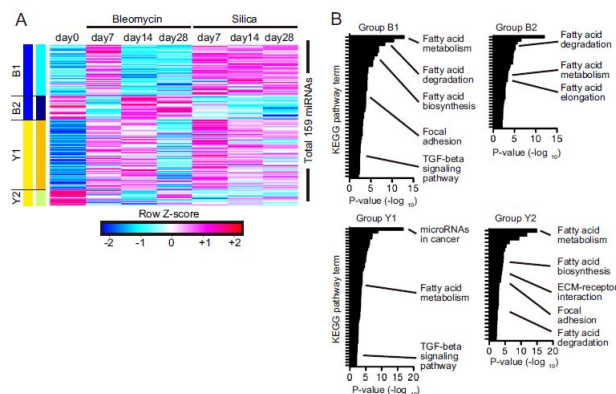 A
Bleomycin
Silica
day0
day7
day14
day28
day7
day14
day28
B1
B2
Y1
Y2
Total 159 miRNAs
Row Z-score
-2
-1
0
+1
+2
B
Group B1
KEGG pathway term
Fatty acid
metabolism
Fatty acid
degradation
Fatty acid
biosynthesis
Focal
adhesion
TGF-beta
signaling
pathway
0 5 10 15
P-value (-log 10)
Group B2
Fatty acid
degradation
Fatty acid
metabolism
Fatty acid
elongation
0 5 10 15
P-value (-log 10)
Group Y1
KEGG pathway term
microRNAs
in cancer
Fatty acid
metabolism
TGF-beta
signaling
pathway
0 5 10 15 20
P-value (-log 10)
Group Y2
Fatty acid
metabolism
Fatty acid
biosynthesis
ECM-receptor
interaction
Focal
adhesion
Fatty acid
degradation
0 5 10 15 20
P-value (-log 10)